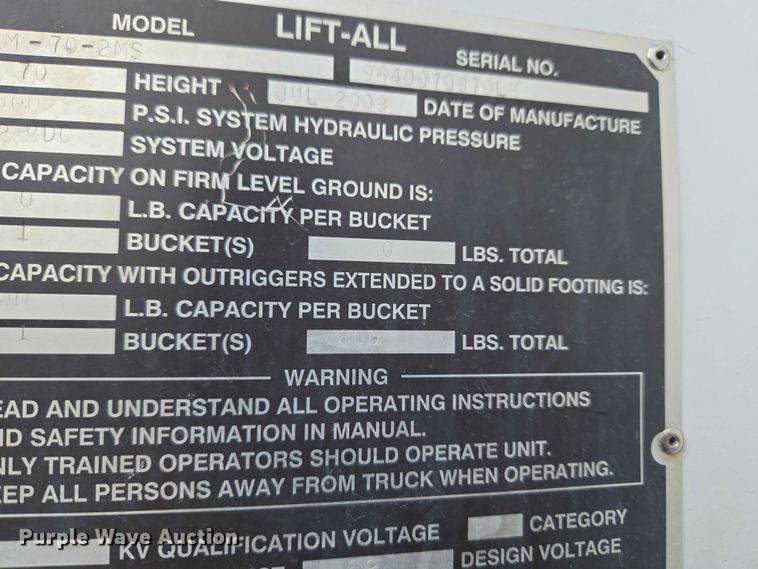 MODEL LIFT-ALL
M-70-2MS SERIAL NO.
70 HEIGHT JUL 2009 DATE OF MANUFACTURE
P.S.I. SYSTEM HYDRAULIC PRESSURE
VDC SYSTEM VOLTAGE
CAPACITY ON FIRM LEVEL GROUND IS:
0 L.B. CAPACITY PER BUCKET
1 BUCKET(S) 0 LBS. TOTAL
CAPACITY WITH OUTRIGGERS EXTENDED TO A SOLID FOOTING IS:
L.B. CAPACITY PER BUCKET
1 BUCKET(S) LBS. TOTAL
WARNING
EAD AND UNDERSTAND ALL OPERATING INSTRUCTIONS
ND SAFETY INFORMATION IN MANUAL.
NLY TRAINED OPERATORS SHOULD OPERATE UNIT.
EEP ALL PERSONS AWAY FROM TRUCK WHEN OPERATING.
KV QUALIFICATION VOLTAGE CATEGORY
DESIGN VOLTAGE
Purple Wave Auction.